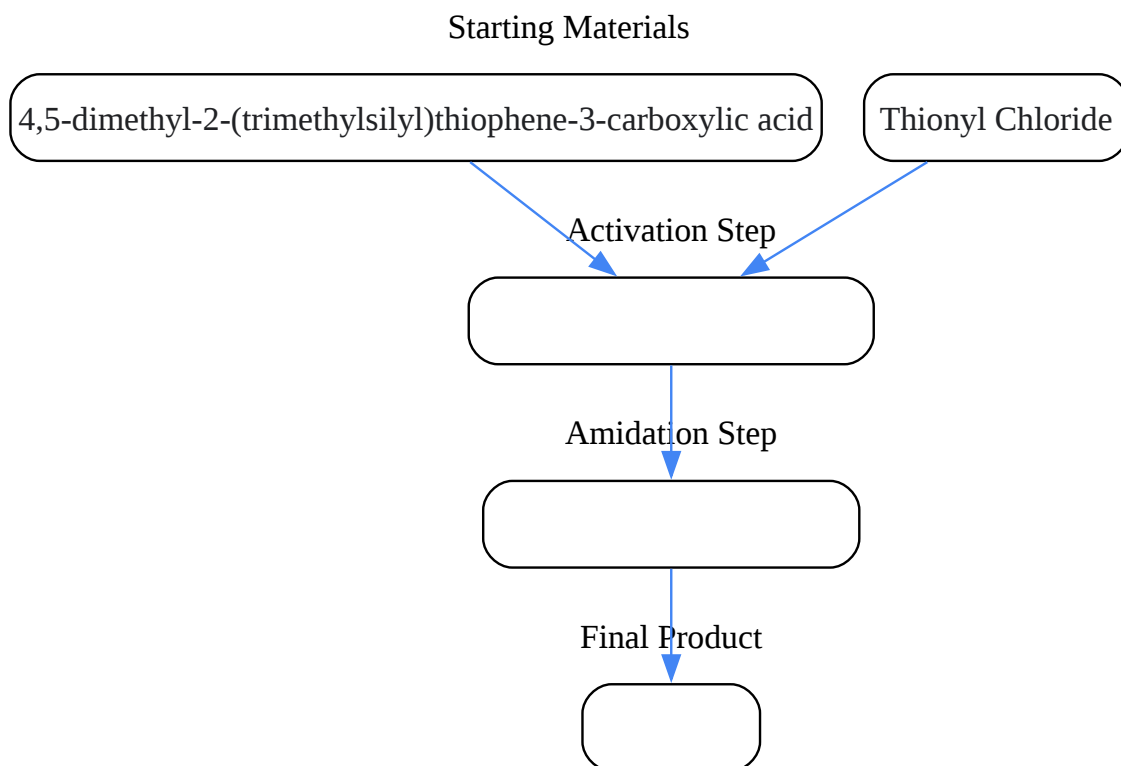 Starting Materials
4,5-dimethyl-2-(trimethylsilyl)thiophene-3-carboxylic acid
Thionyl Chloride
Activation Step
Amidation Step
Final Product